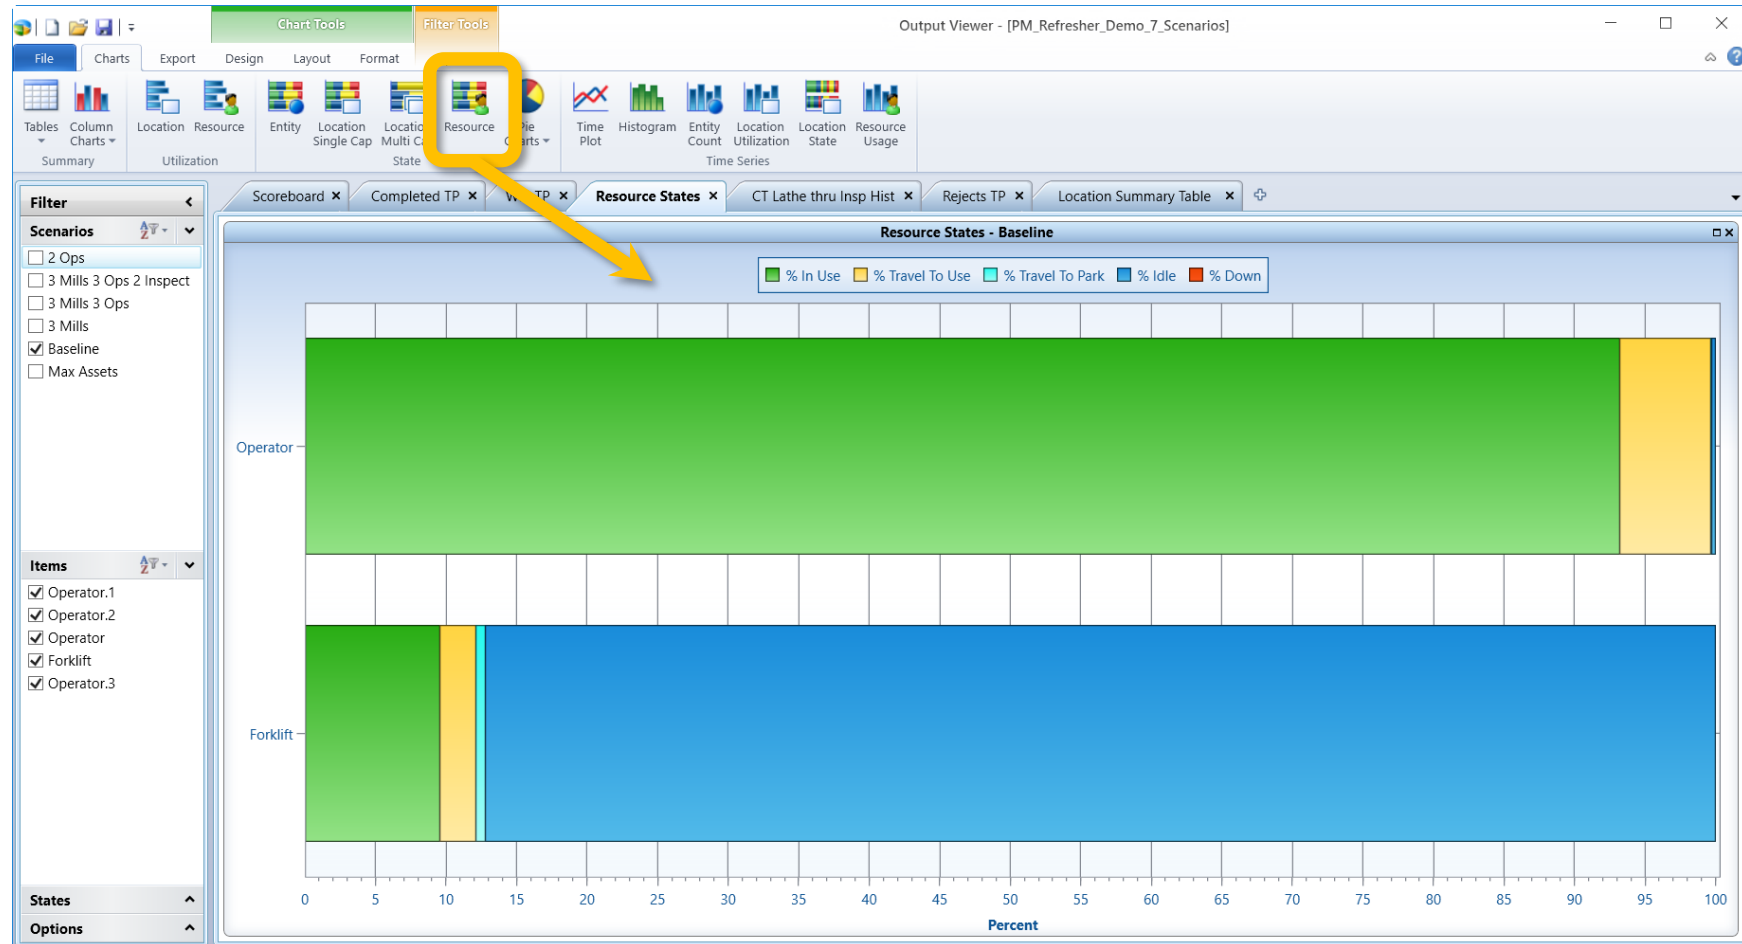 Chart Tools
Filter Tools
Output Viewer - [PM_Refresher_Demo_7_Scenarios]
File Charts Export Design Layout Format
Tables
Column Charts
Location
Resource
Entity
Location Single Cap
Location Multi
Resource
Time Plot
Histogram
Entity Count
Location Utilization
Location State
Resource Usage
Summary Utilization State Time Series
Scoreboard Completed TP TP Resource States CT Lathe thru Insp Hist Rejects TP Location Summary Table
Filter
Scenarios
2 Ops
3 Mills 3 Ops 2 Inspect
3 Mills 3 Ops
3 Mills
Baseline
Max Assets
Items
Operator.1
Operator.2
Operator
Forklift
Operator.3
States
Options
Resource States - Baseline
% In Use % Travel To Use % Travel To Park % Idle % Down
Operator
Forklift
0 5 10 15 20 25 30 35 40 45 50 55 60 65 70 75 80 85 90 95 100
Percent